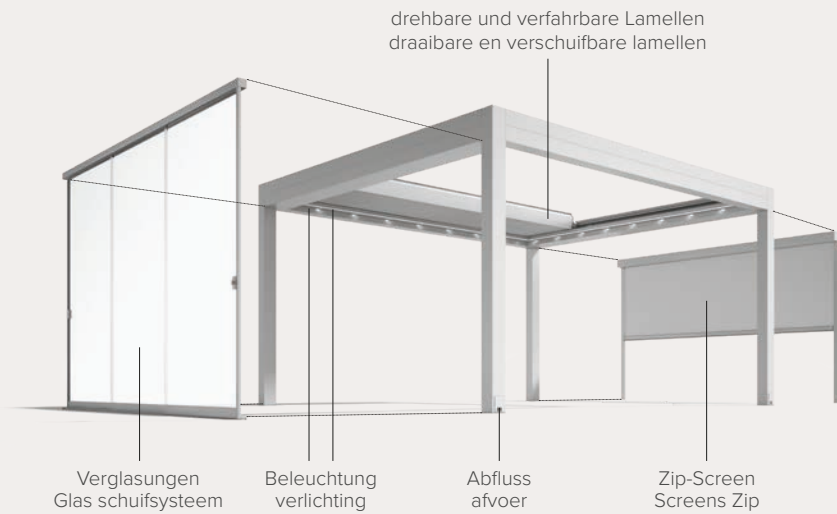 drehbare und verfahrbare Lamellen
draaibare en verschuifbare lamellen
Verglasungen
Glas schuifsysteem
Beleuchtung
verlichting
Abfluss
afvoer
Zip-Screen
Screens Zip